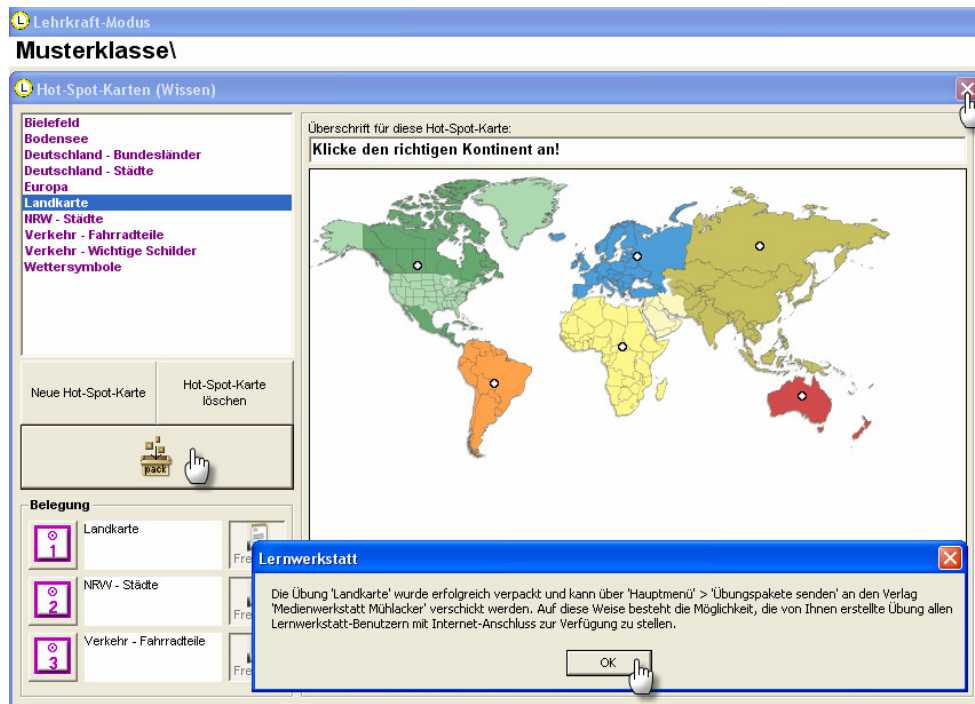 Lehrkraft-Modus
Musterklasse\
Hot-Spot-Karten (Wissen)
Bielefeld
Bodensee
Deutschland - Bundesländer
Deutschland - Städte
Europa
Landkarte
NRW - Städte
Verkehr - Fahrradteile
Verkehr - Wichtige Schilder
Wettersymbole
Überschrift für diese Hot-Spot-Karte:
Klicke den richtigen Kontinent an!
Neue Hot-Spot-Karte
Hot-Spot-Karte
löschen
pack
Belegung
1
Landkarte
Fre
2
NRW - Städte
Fre
3
Verkehr - Fahrradteile
Fre
Lernwerkstatt
Die Übung 'Landkarte' wurde erfolgreich verpackt und kann über 'Hauptmenü' > 'Übungspakete senden' an den Verlag
'Medienwerkstatt Mühlacker' verschickt werden. Auf diese Weise besteht die Möglichkeit, die von Ihnen erstellte Übung allen
Lernwerkstatt-Benutzern mit Internet-Anschluss zur Verfügung zu stellen.
OK